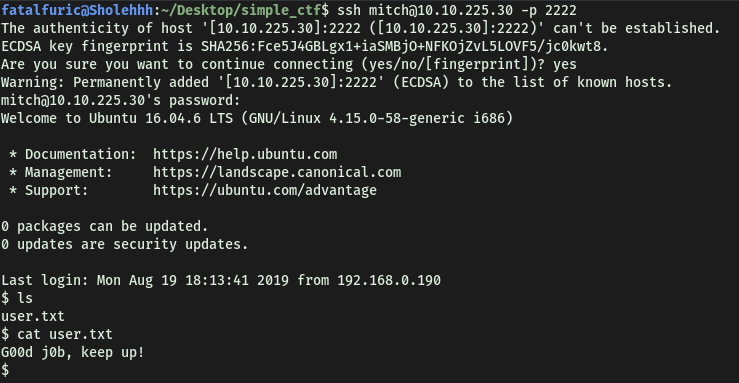 fatalfuric@Sholehhh:~/Desktop/simple_ctf$ ssh mitch@10.10.225.30 -p 2222
The authenticity of host '[10.10.225.30]:2222 ([10.10.225.30]:2222)' can't be established.
ECDSA key fingerprint is SHA256:Fce5J4GBLgx1+iaSMBjO+NFKOjZvL5LOVF5/jc0kwt8.
Are you sure you want to continue connecting (yes/no/[fingerprint])? yes
Warning: Permanently added '[10.10.225.30]:2222' (ECDSA) to the list of known hosts.
mitch@10.10.225.30's password:
Welcome to Ubuntu 16.04.6 LTS (GNU/Linux 4.15.0-58-generic i686)
* Documentation:  https://help.ubuntu.com
* Management:     https://landscape.canonical.com
* Support:        https://ubuntu.com/advantage
0 packages can be updated.
0 updates are security updates.
Last login: Mon Aug 19 18:13:41 2019 from 192.168.0.190
$ ls
user.txt
$ cat user.txt
G00d j0b, keep up!
$